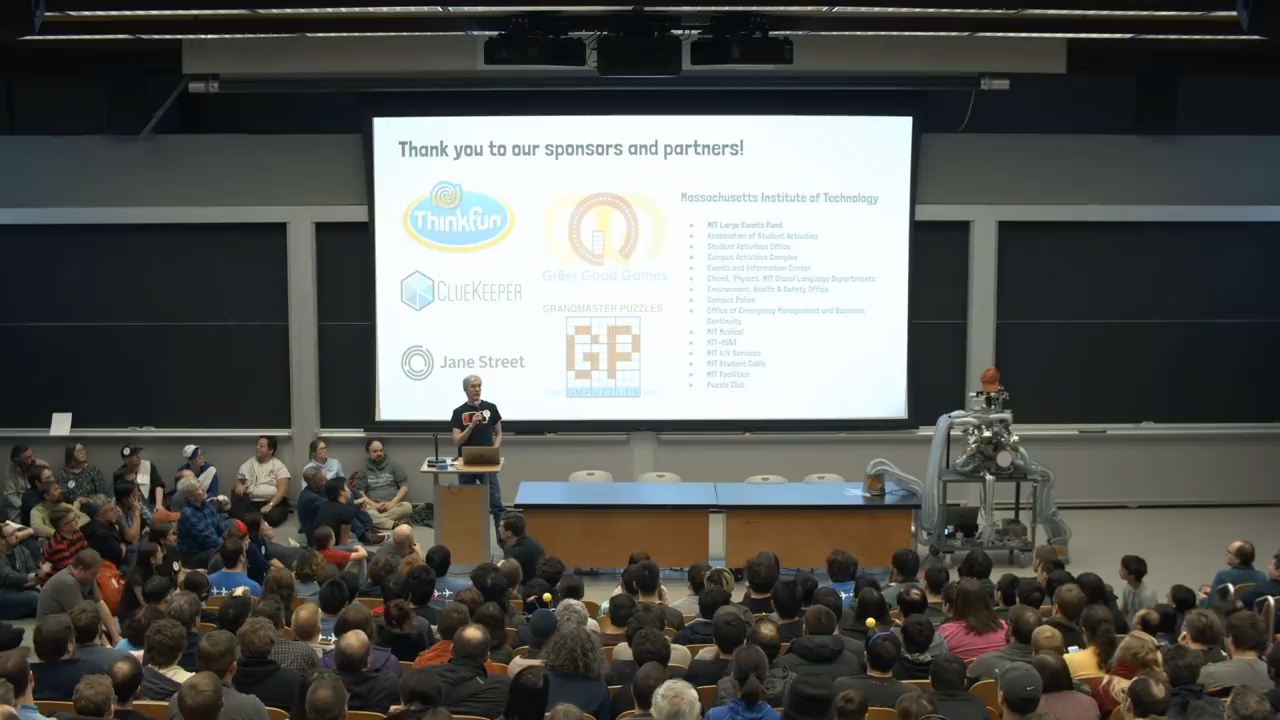 Thank you to our sponsors and partners!
ThinkFun
CLUEKEEPER
Jane Street
Gr8er Good Games
GRANDMASTER PUZZLES
GP
GMPUZZLES
Massachusetts Institute of Technology
MIT Large Events Fund
Association of Student Activities
Student Activities Office
Campus Activities Complex
Events and Information Center
ChemE, Physics, MIT Global Language Departments
Environment, Health & Safety Office
Campus Police
Office of Emergency Management and Business
Continuity
MIT Medical
MIT-IS&T
MIT A/V Services
MIT Student Cable
MIT Facilities
Puzzle Club